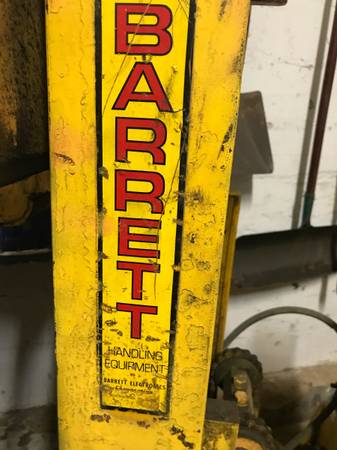 BARRETT
HANDLING
EQUIPMENT
BARRETT ELECTRONICS